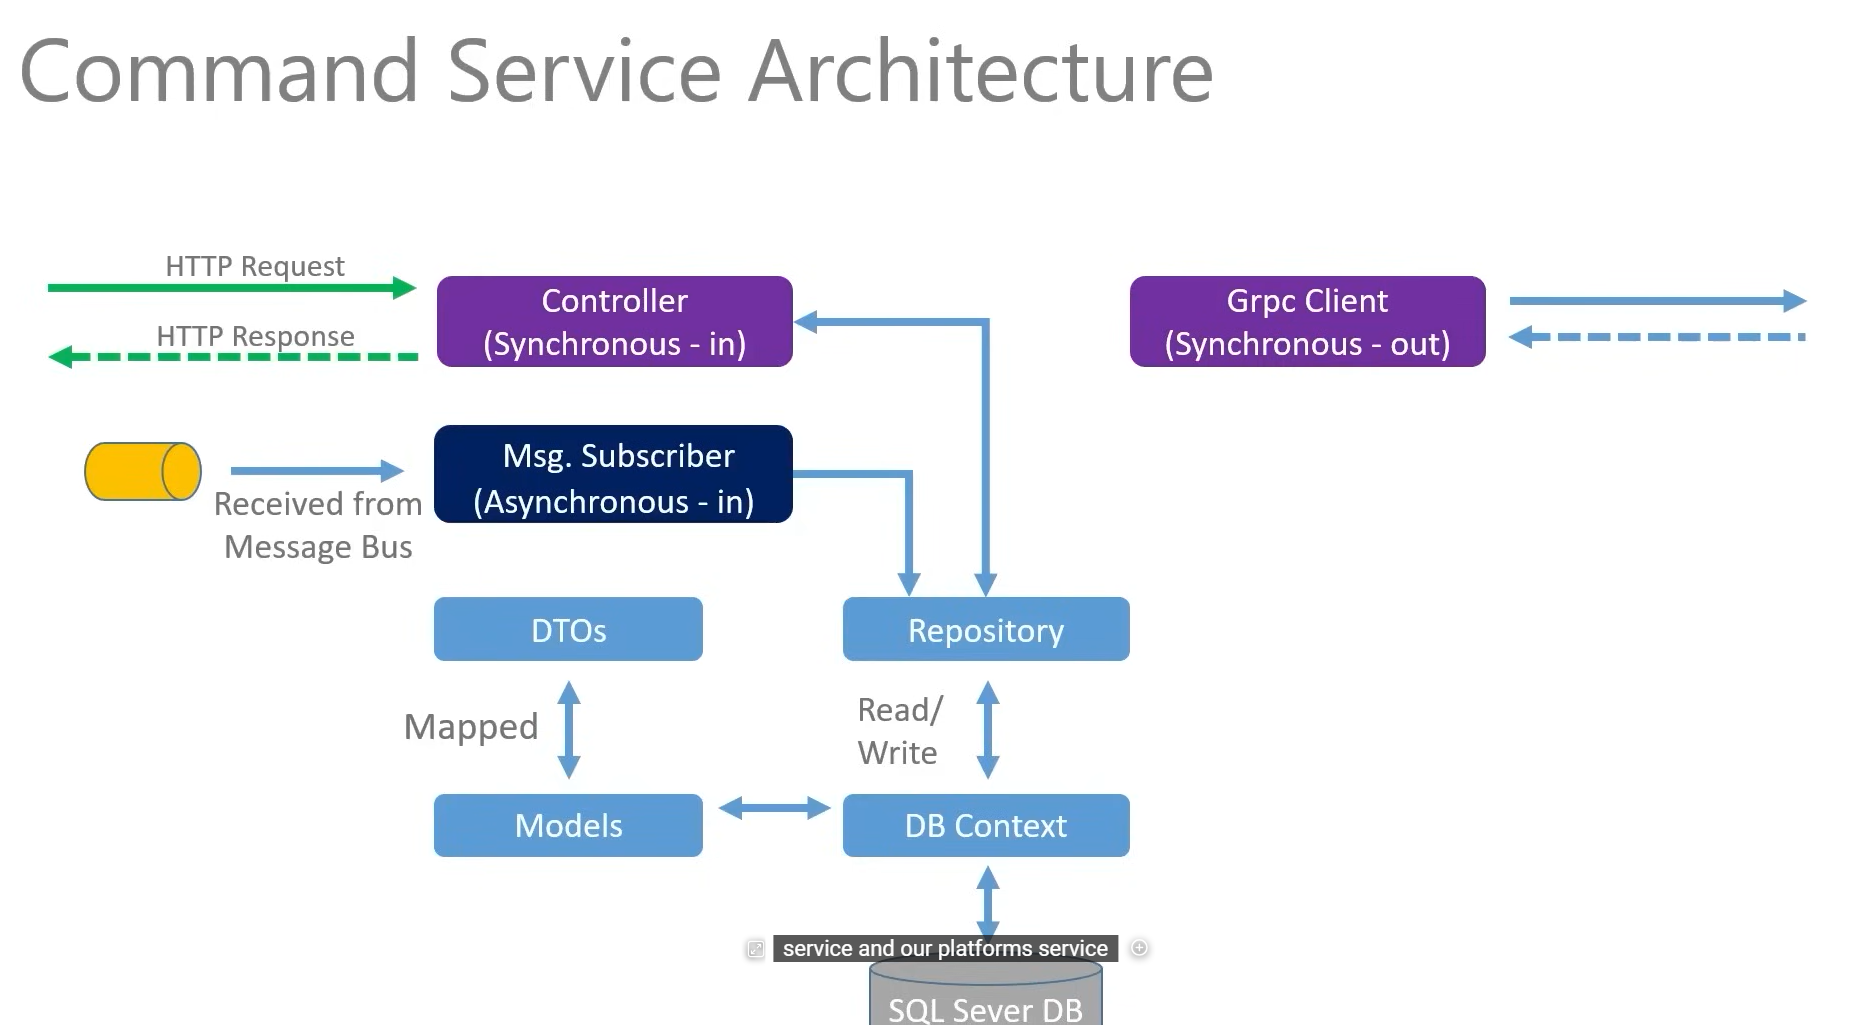 Command Service Architecture
HTTP Request
HTTP Response
Controller
(Synchronous - in)
Grpc Client
(Synchronous - out)
Received from
Message Bus
Msg. Subscriber
(Asynchronous - in)
DTOs
Repository
Mapped
Read/
Write
Models
DB Context
service and our platforms service
SQL Sever DB